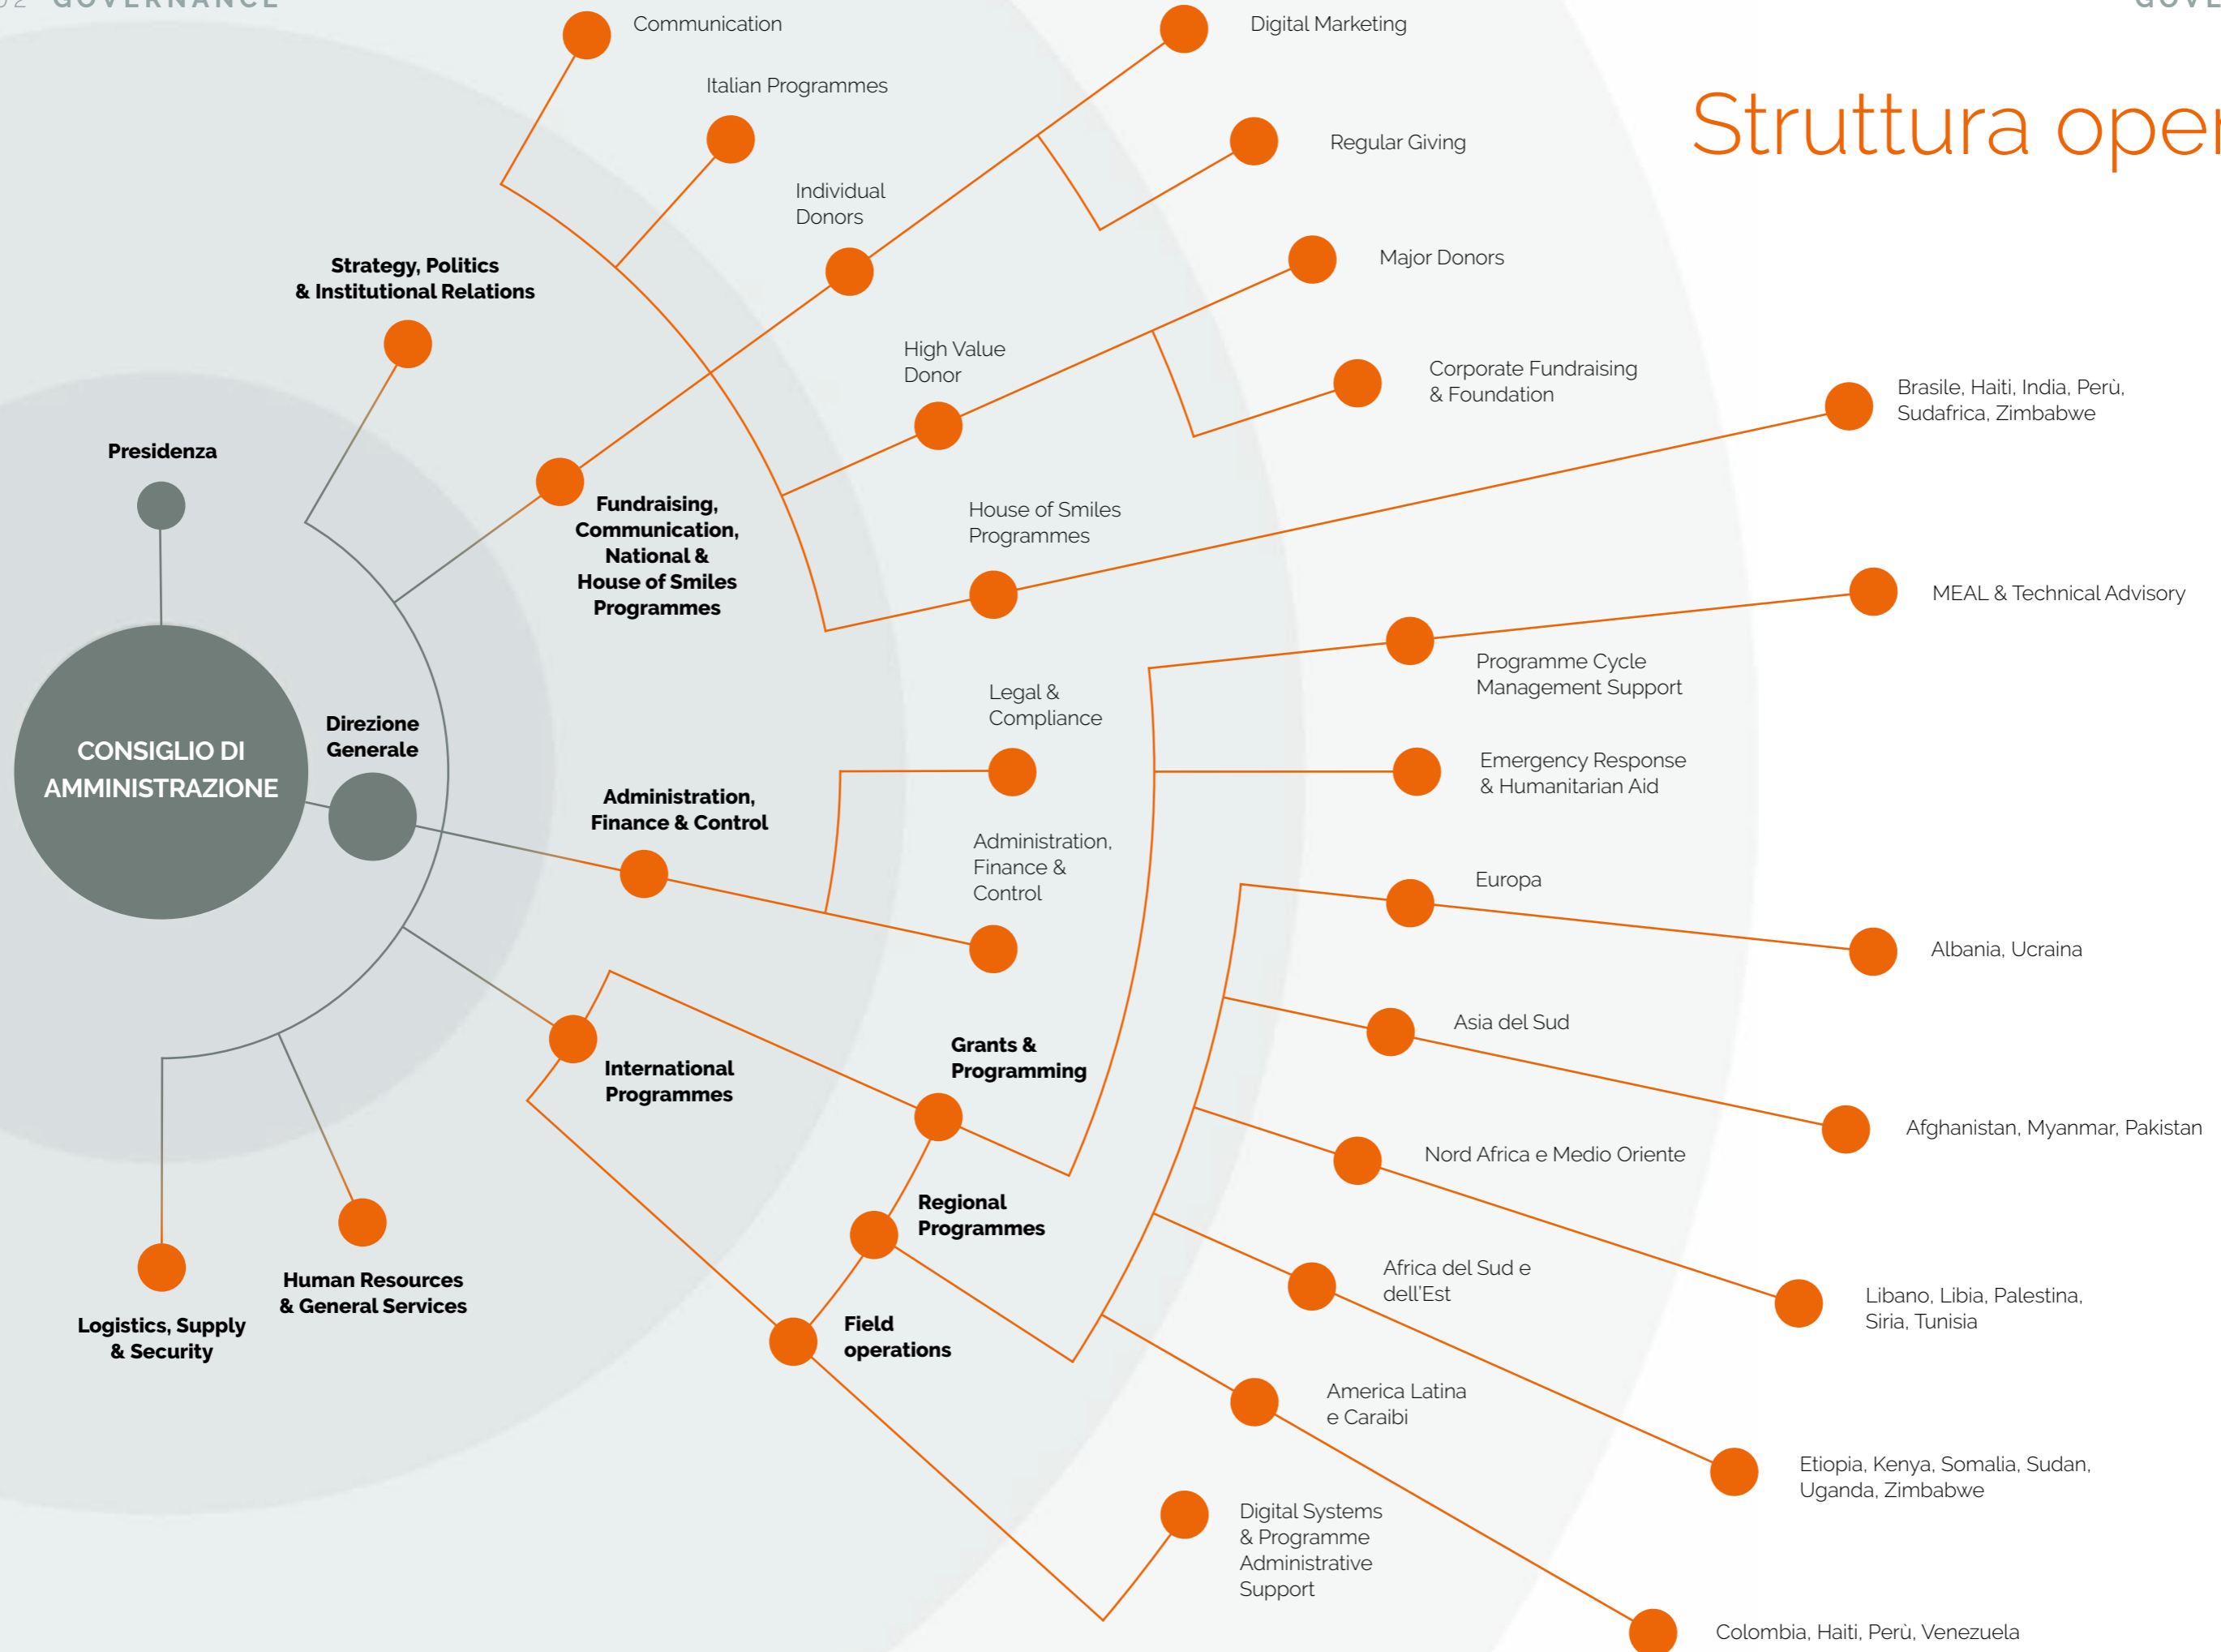 GOVERNANCE
Struttura
Communication
Italian Programmes
Individual
Donors
Digital Marketing
Regular Giving
Major Donors
High Value
Donor
Corporate Fundraising
& Foundation
House of Smiles
Programmes
Brasile, Haiti, India, Perù,
Sudafrica, Zimbabwe
Strategy, Politics
& Institutional Relations
Presidenza
Fundraising,
Communication,
National &
House of Smiles
Programmes
CONSIGLIO DI
AMMINISTRAZIONE
Direzione
Generale
Administration,
Finance & Control
Legal &
Compliance
Administration,
Finance &
Control
MEAL & Technical Advisory
Programme Cycle
Management Support
Emergency Response
& Humanitarian Aid
Europa
Albania, Ucraina
Asia del Sud
Afghanistan, Myanmar, Pakistan
International
Programmes
Grants &
Programming
Nord Africa e Medio Oriente
Libano, Libia, Palestina,
Siria, Tunisia
Regional
Programmes
Africa del Sud e
dell'Est
Etiopia, Kenya, Somalia, Sudan,
Uganda, Zimbabwe
Field
operations
America Latina
e Caraibi
Colombia, Haiti, Perù, Venezuela
Digital Systems
& Programme
Administrative
Support
Human Resources
& General Services
Logistics, Supply
& Security